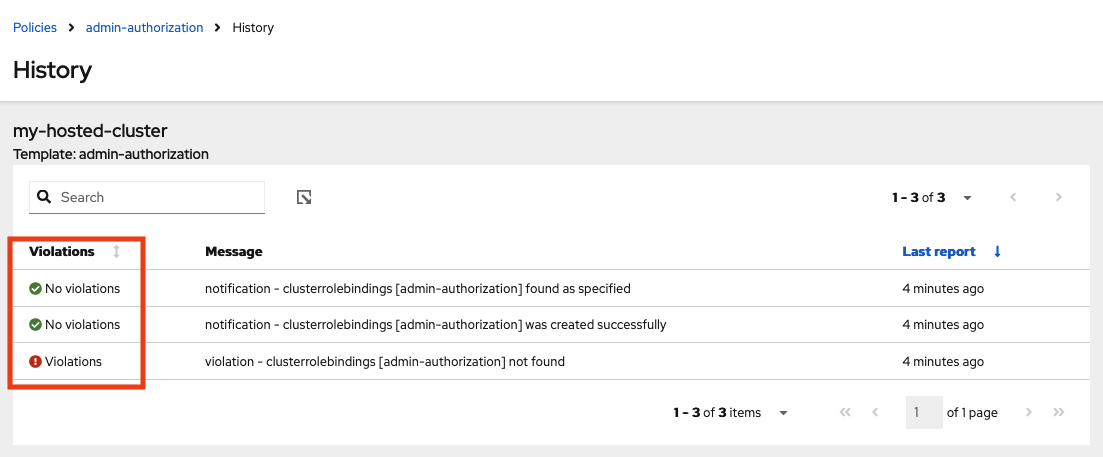 Policies > admin-authorization > History
History
my-hosted-cluster
Template: admin-authorization
Search 1 - 3 of 3
Violations Message Last report
No violations notification - clusterrolebindings [admin-authorization] found as specified 4 minutes ago
No violations notification - clusterrolebindings [admin-authorization] was created successfully 4 minutes ago
Violations violation - clusterrolebindings [admin-authorization] not found 4 minutes ago
1 - 3 of 3 items 1 of 1 page